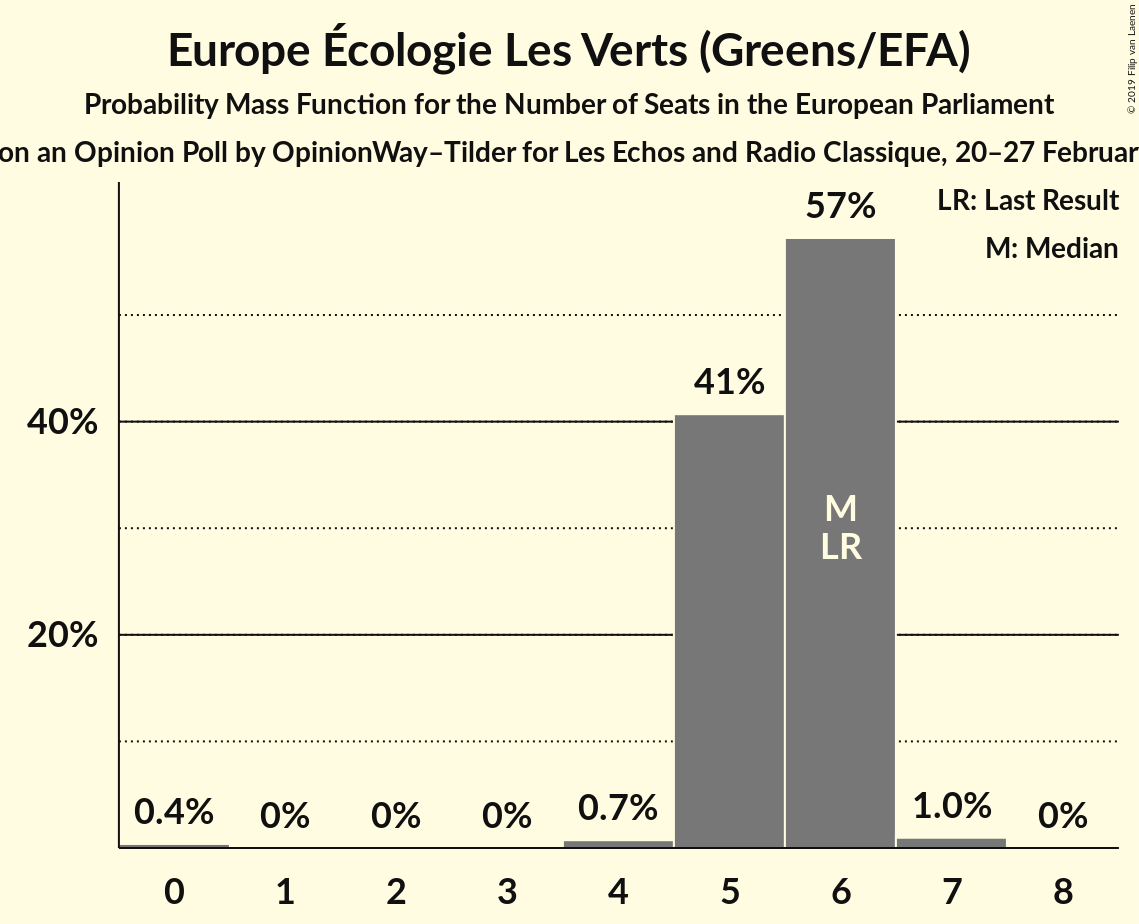 Europe Écologie Les Verts (Greens/EFA)
Probability Mass Function for the Number of Seats in the European Parliament
on an Opinion Poll by OpinionWay–Tilder for Les Echos and Radio Classique, 20–27 Februar
© 2019 Filip van Laenen
LR: Last Result
M: Median
57%
41%
40%
M
LR
20%
0.4% 0% 0% 0% 0.7% 1.0% 0%
0 1 2 3 4 5 6 7 8